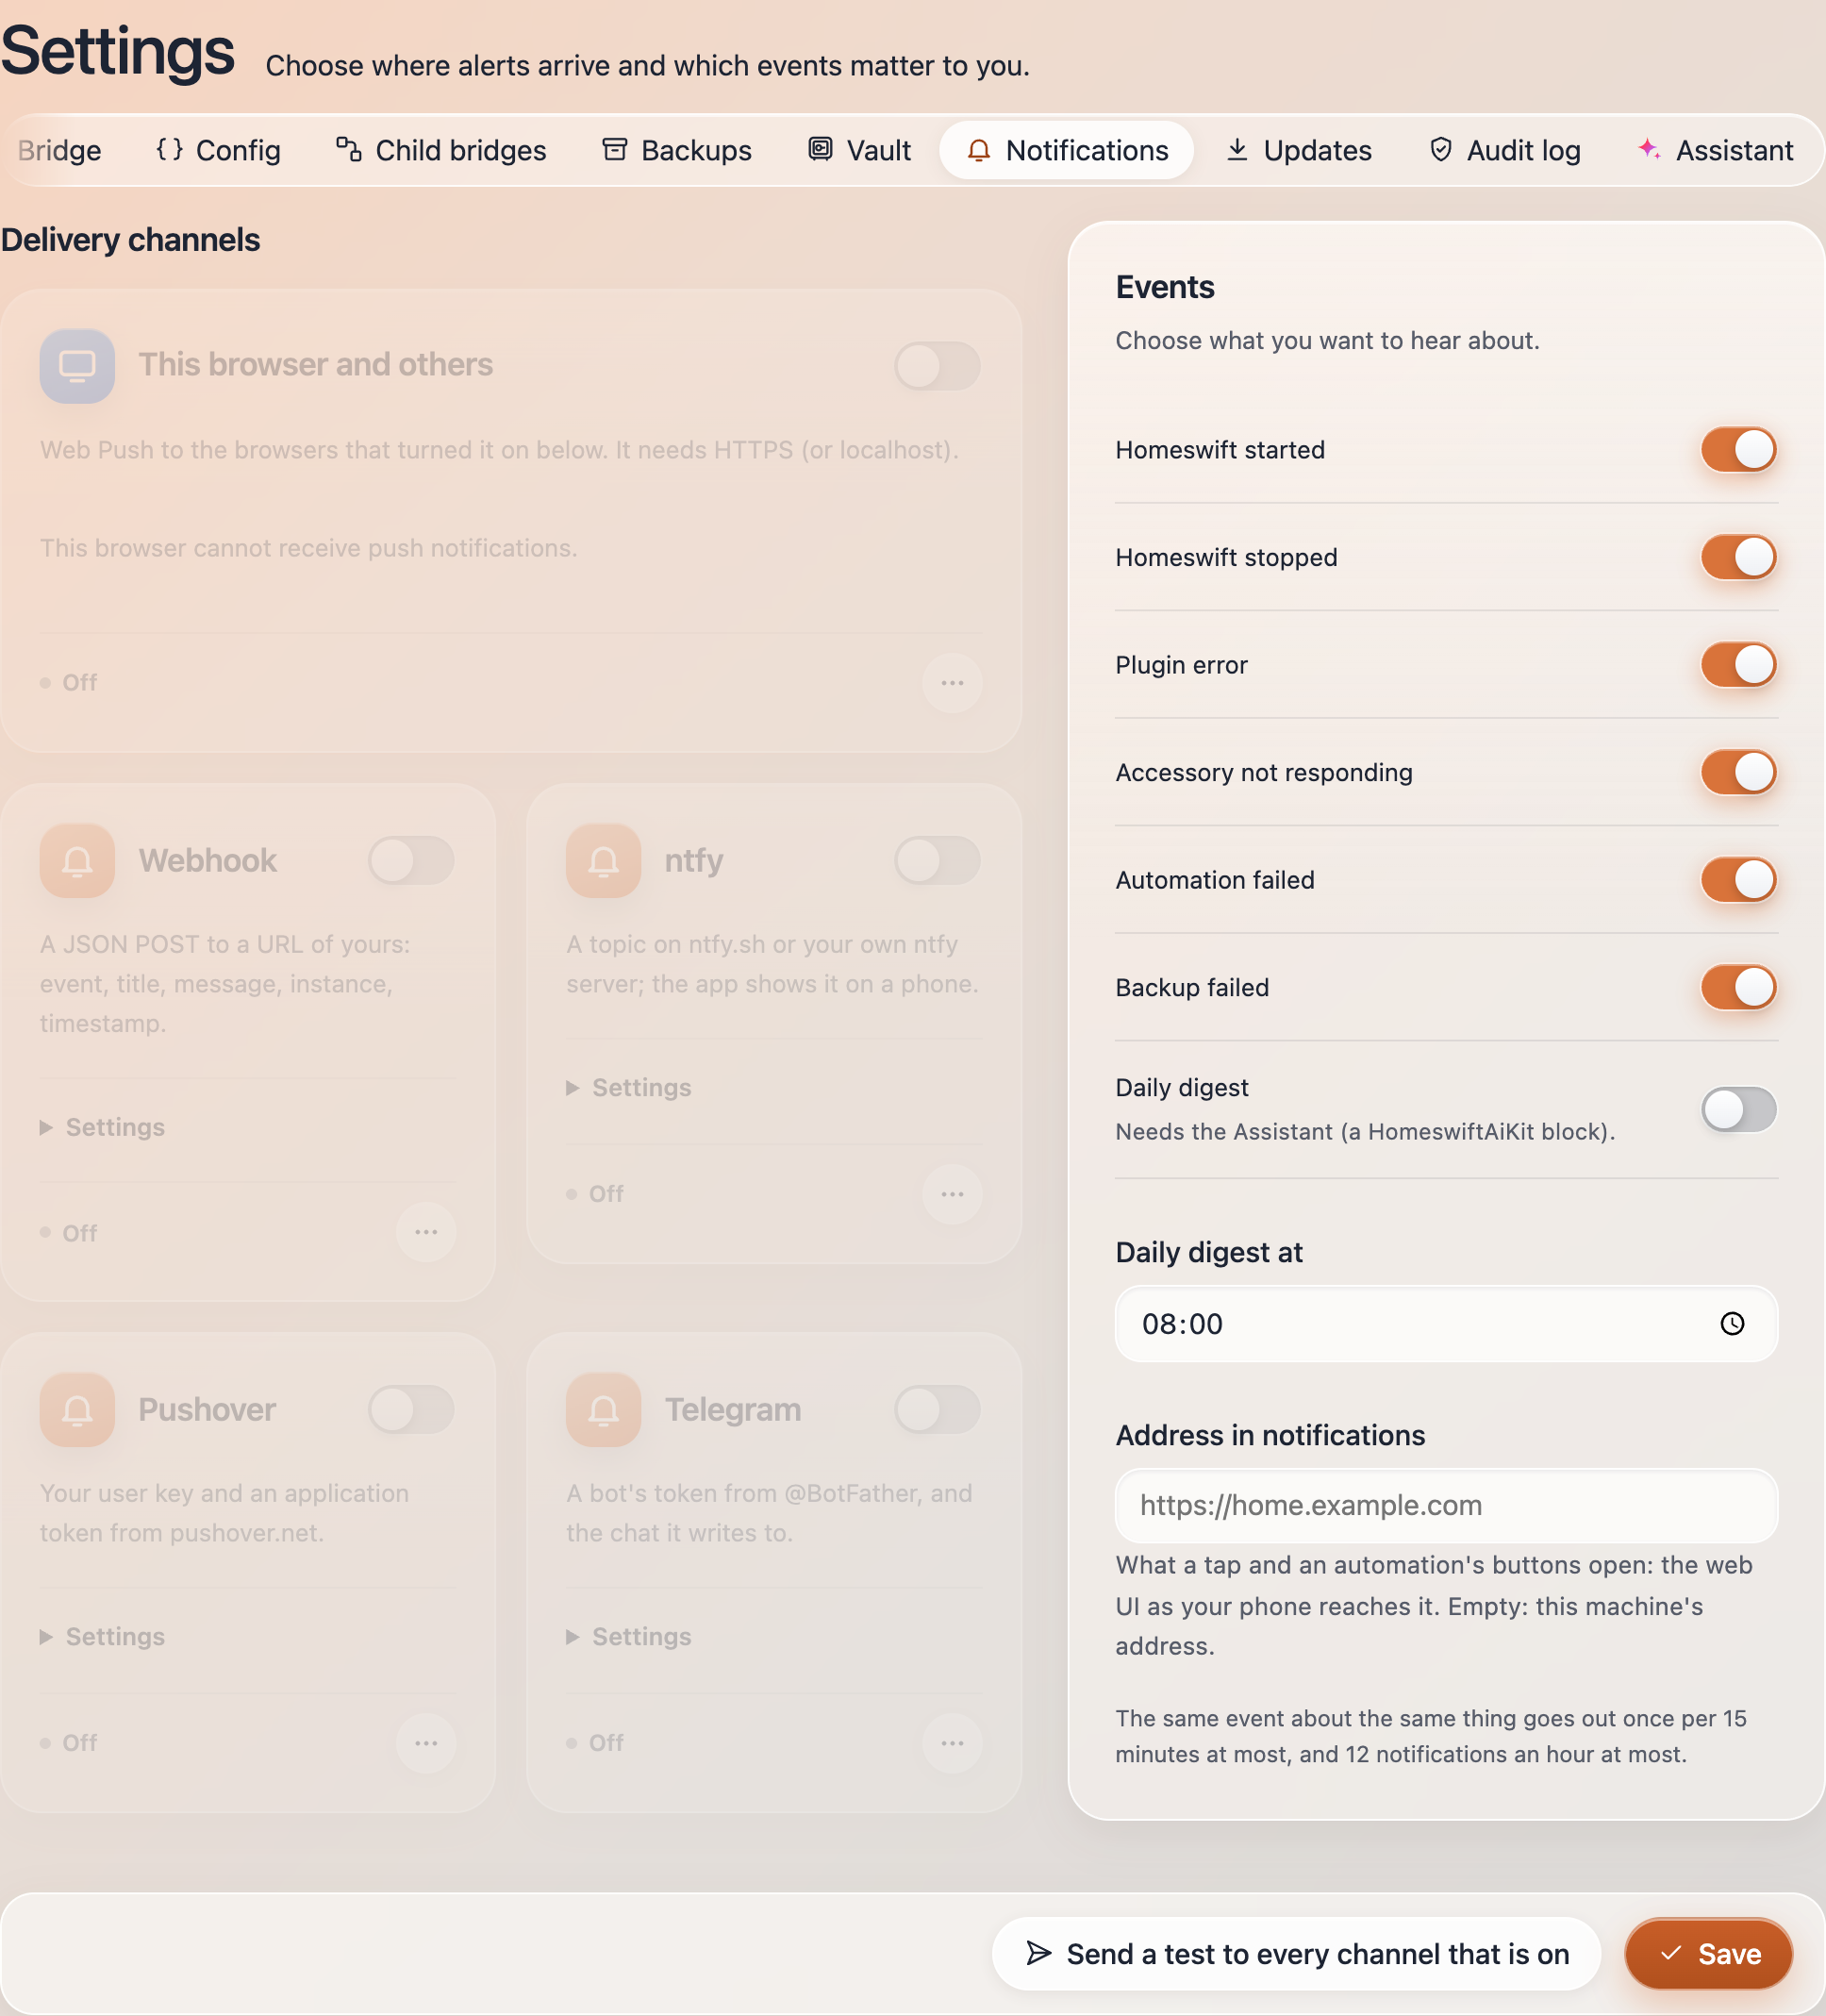 Settings
Choose where alerts arrive and which events matter to you.
Bridge
Config
Child bridges
Backups
Vault
Notifications
Updates
Audit log
Assistant
Delivery channels
This browser and others
Web Push to the browsers that turned it on below. It needs HTTPS (or localhost).
This browser cannot receive push notifications.
Off
Webhook
A JSON POST to a URL of yours:
event, title, message, instance,
timestamp.
Settings
Off
ntfy
A topic on ntfy.sh or your own ntfy
server; the app shows it on a phone.
Settings
Off
Pushover
Your user key and an application
token from pushover.net.
Settings
Off
Telegram
A bot's token from @BotFather, and
the chat it writes to.
Settings
Off
Events
Choose what you want to hear about.
Homeswift started
Homeswift stopped
Plugin error
Accessory not responding
Automation failed
Backup failed
Daily digest
Needs the Assistant (a HomeswiftAiKit block).
Daily digest at
08:00
Address in notifications
https://home.example.com
What a tap and an automation's buttons open: the web
UI as your phone reaches it. Empty: this machine's
address.
The same event about the same thing goes out once per 15
minutes at most, and 12 notifications an hour at most.
Send a test to every channel that is on
Save